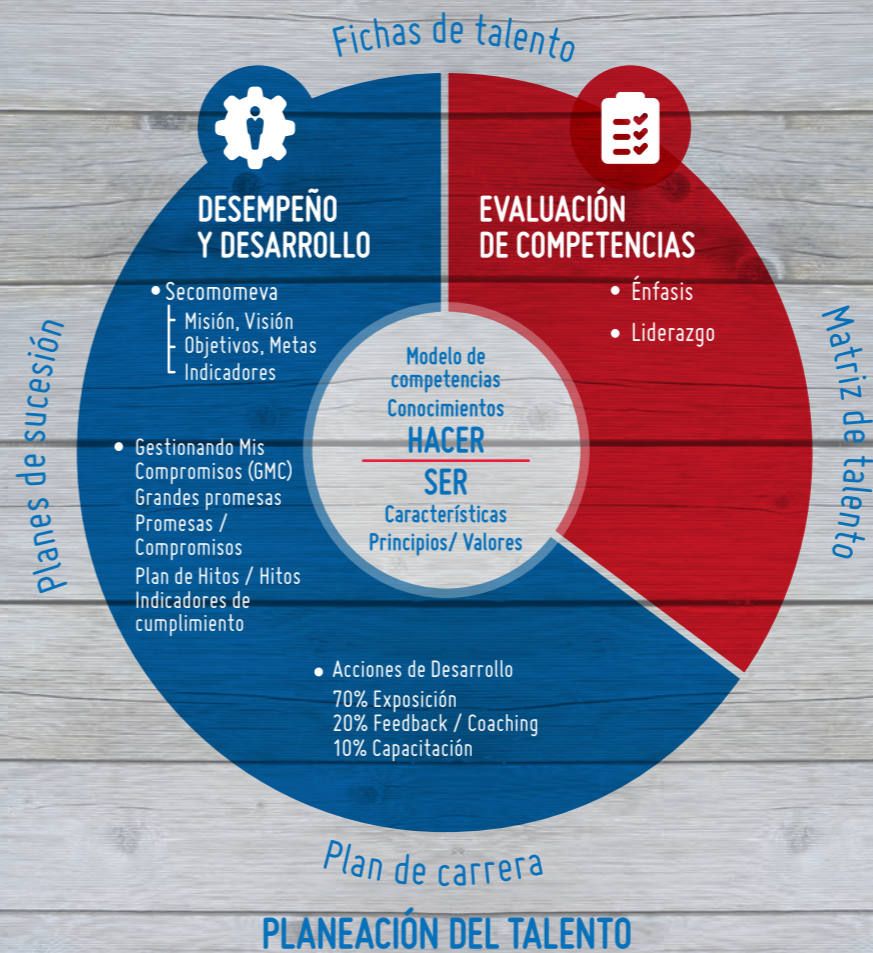 Fichas de talento
DESEMPEÑO
Y DESARROLLO
• Secomomeva
Misión, Visión
Objetivos, Metas
Indicadores
• Gestionando Mis
Compromisos (GMC)
Grandes promesas
Promesas /
Compromisos
Plan de Hitos / Hitos
Indicadores de
cumplimiento
• Acciones de Desarrollo
70% Exposición
20% Feedback / Coaching
10% Capacitación
EVALUACIÓN
DE COMPETENCIAS
• Énfasis
• Liderazgo
Modelo de
competencias
Conocimientos
HACER
SER
Características
Principios/ Valores
Planes de sucesión
Matriz de talento
Plan de carrera
PLANEACIÓN DEL TALENTO